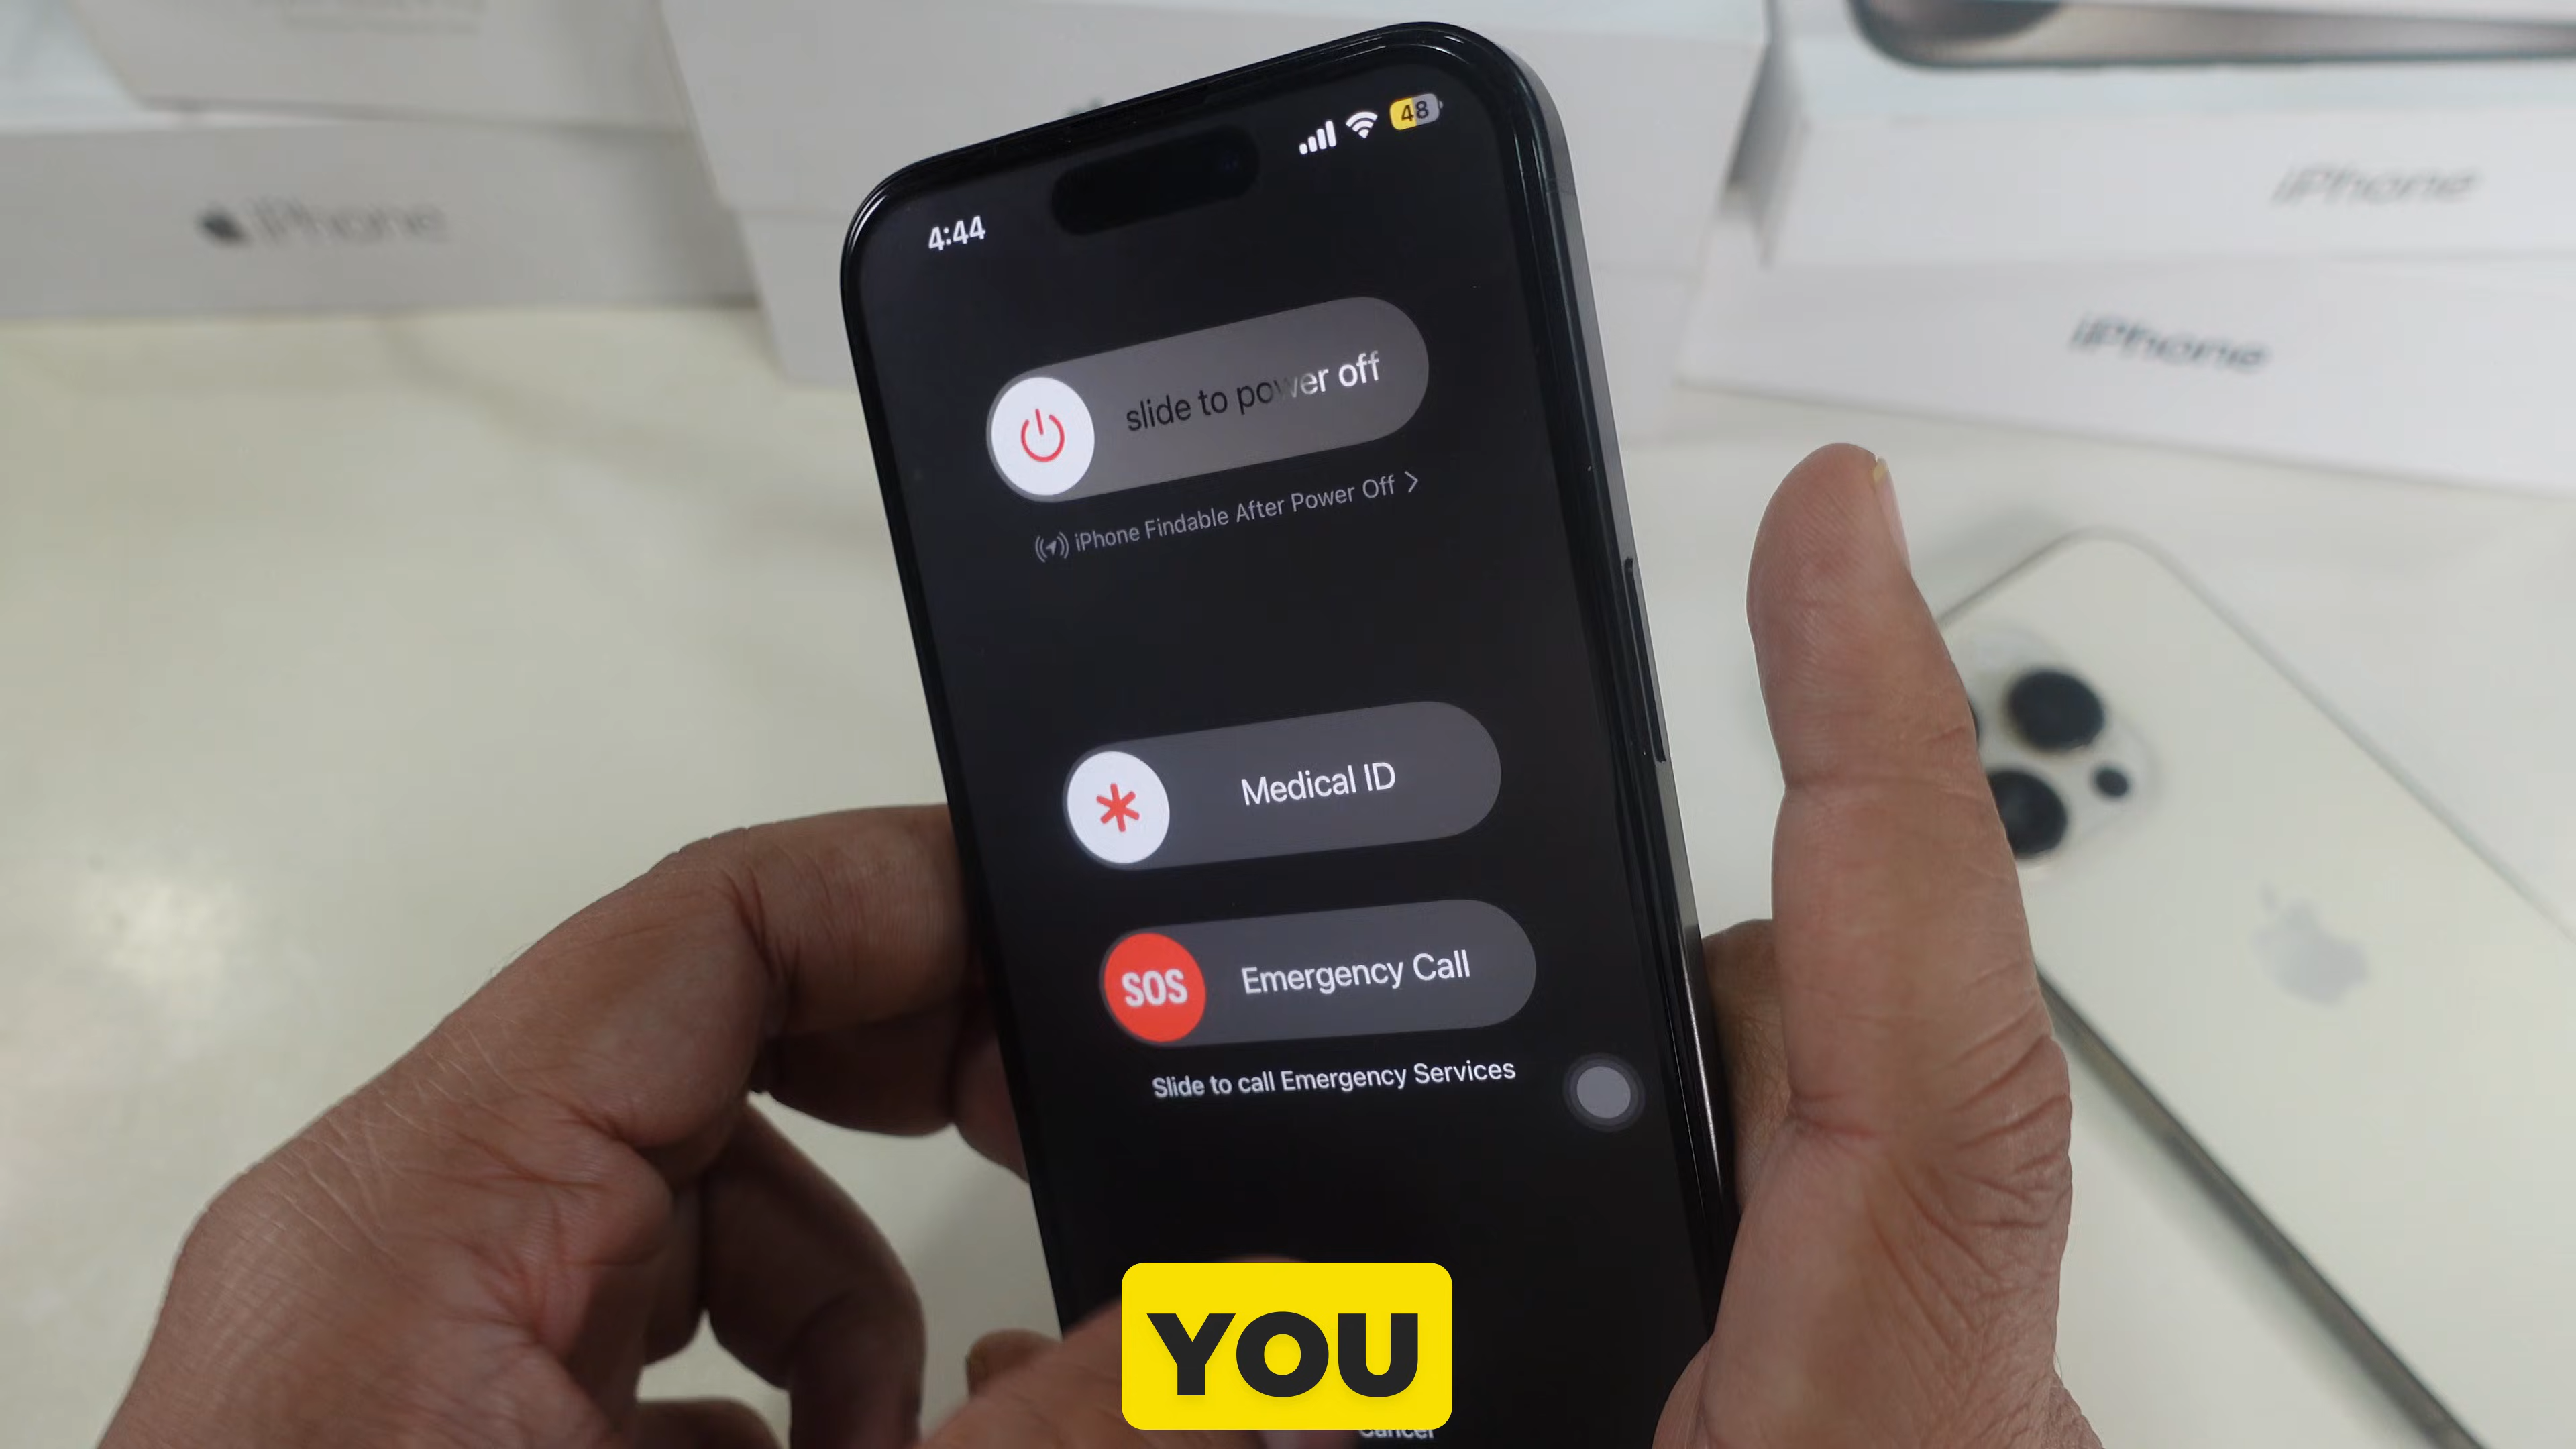 iPhone
iPhone
iPhone
48
4:44
slide to power off
iPhone Findable After Power Off
Medical ID
SOS Emergency Call
Slide to call Emergency Services
YOU
Cancel